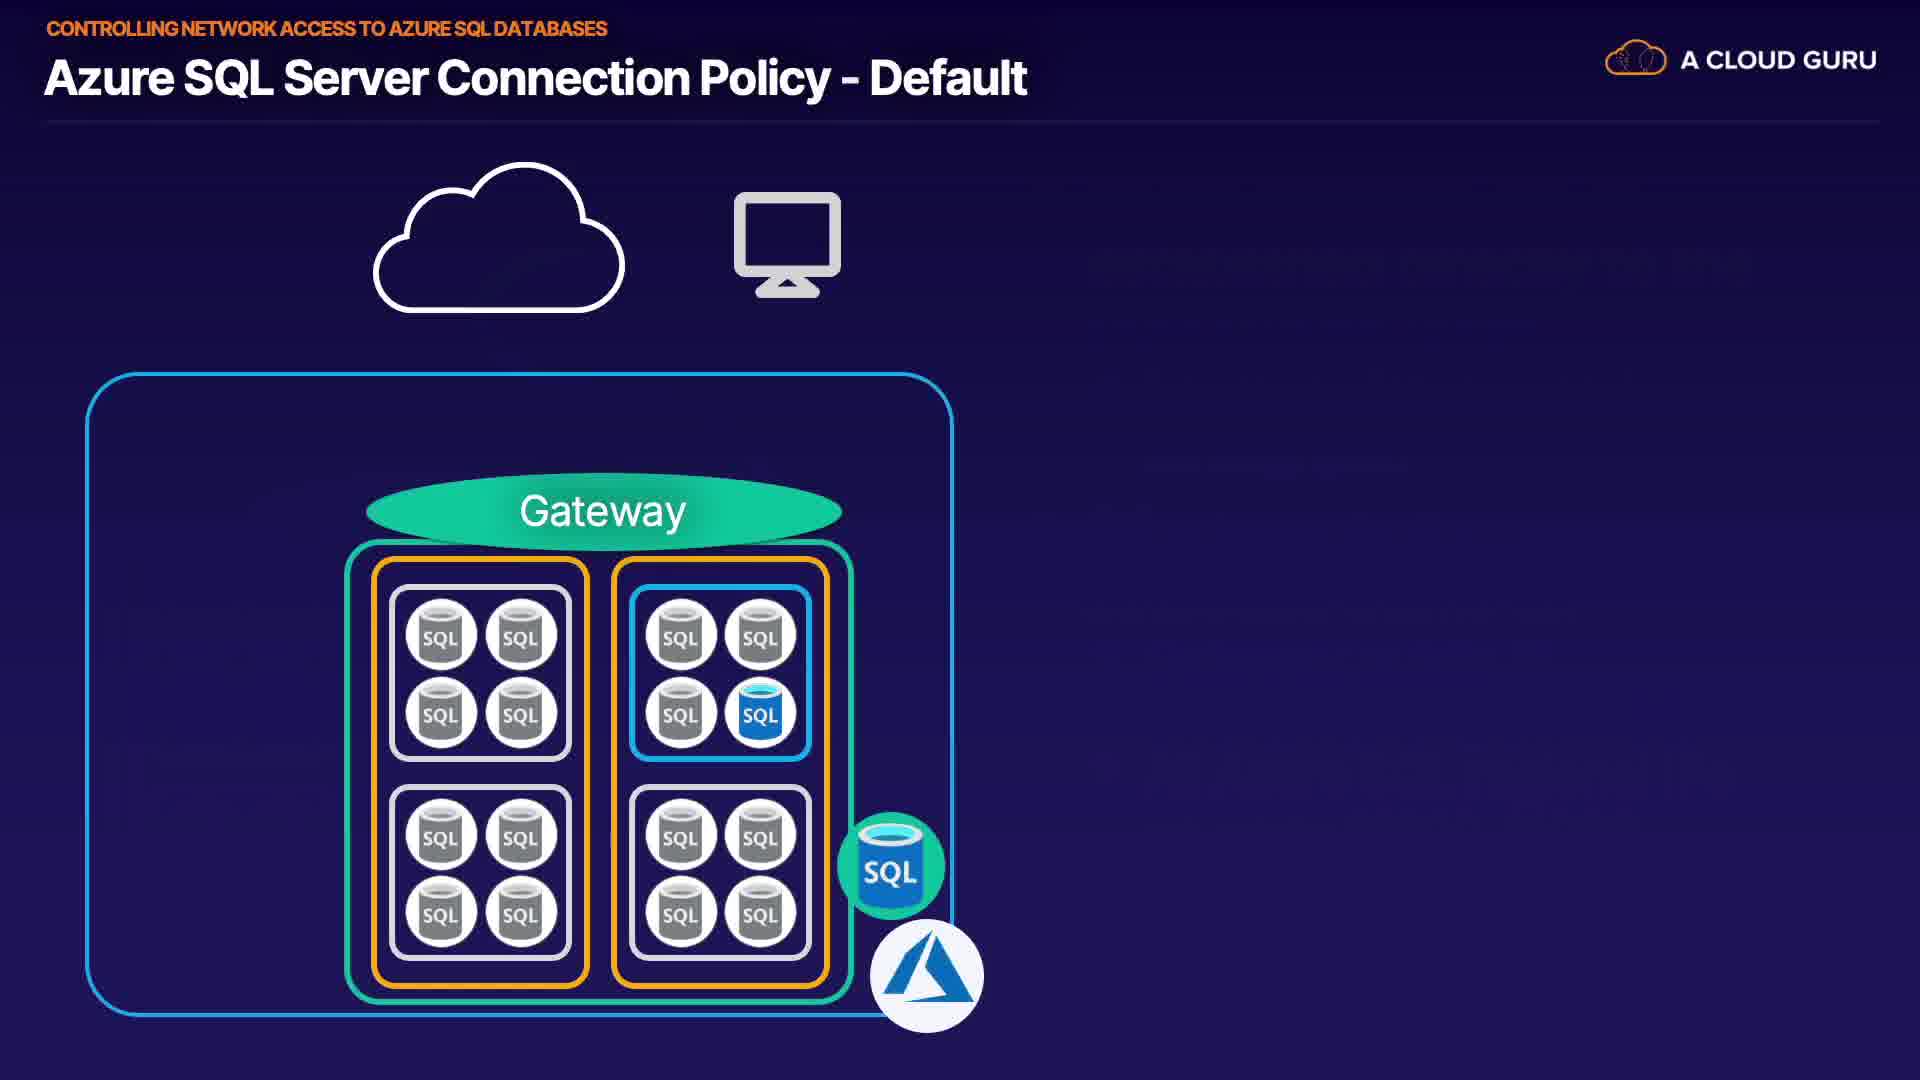 CONTROLLING NETWORK ACCESS TO AZURE SQL DATABASES
Azure SQL Server Connection Policy - Default
A CLOUD GURU
Gateway
SQL SQL SQL SQL
SQL SQL SQL SQL
SQL SQL SQL SQL
SQL
SQL SQL SQL SQL